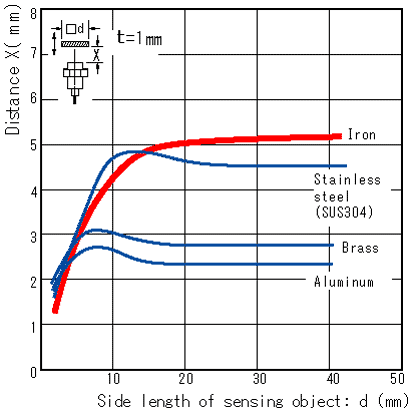 Distance X(mm)
8
7
6
5
4
3
2
1
0
□d
t=1mm
X
Iron
Stainless
steel
(SUS304)
Brass
Aluminum
10
20
30
40
50
Side length of sensing object: d (mm)